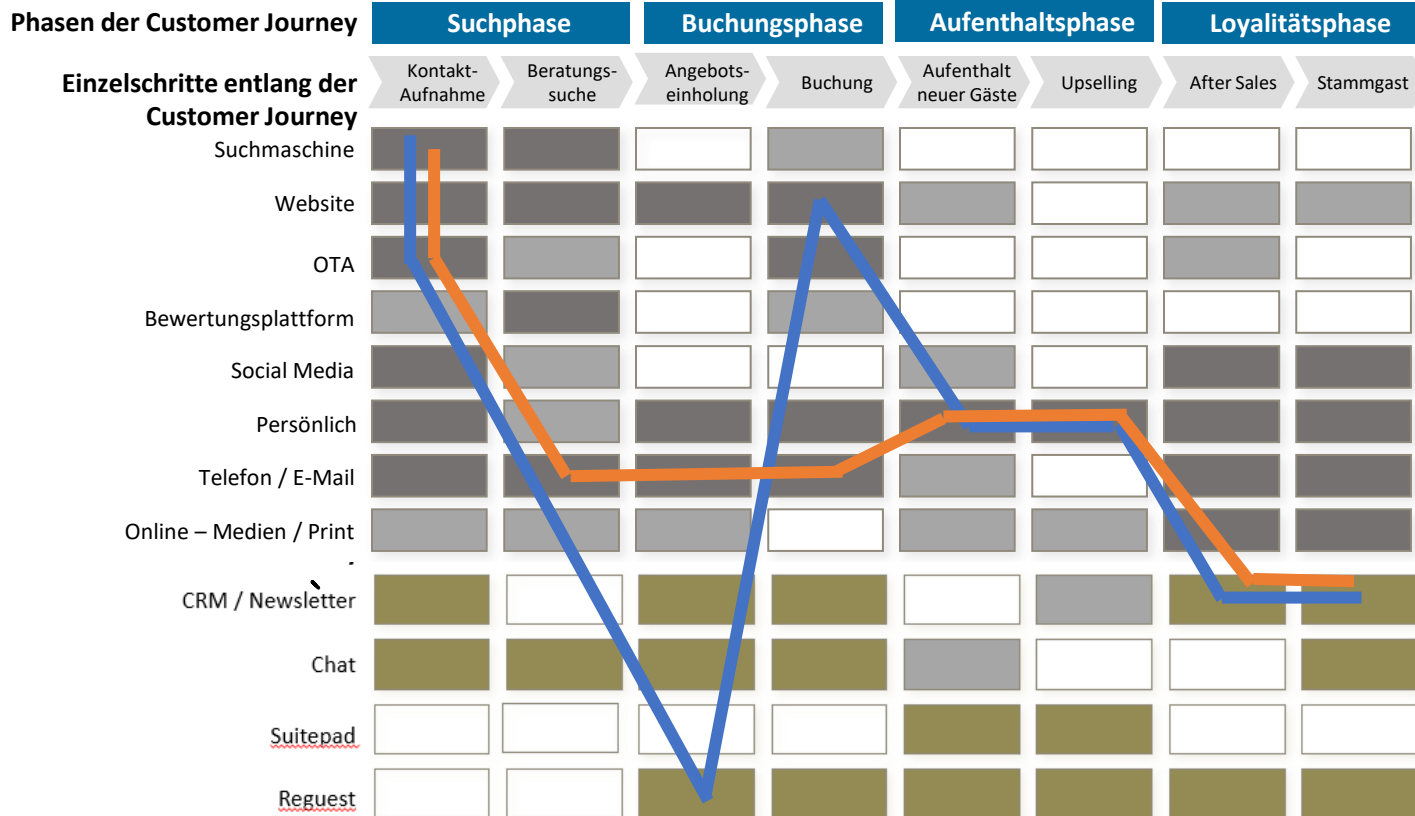 Phasen der Customer Journey
Suchphase
Buchungsphase
Aufenthaltsphase
Loyalitätsphase
Einzelschritte entlang der
Customer Journey
Kontakt-
Aufnahme
Beratungs-
suche
Angebots-
einholung
Buchung
Aufenthalt
neuer Gäste
Upselling
After Sales
Stammgast
Suchmaschine
Website
OTA
Bewertungsplattform
Social Media
Persönlich
Telefon / E-Mail
Online – Medien / Print
CRM / Newsletter
Chat
Suitepad
Reguest